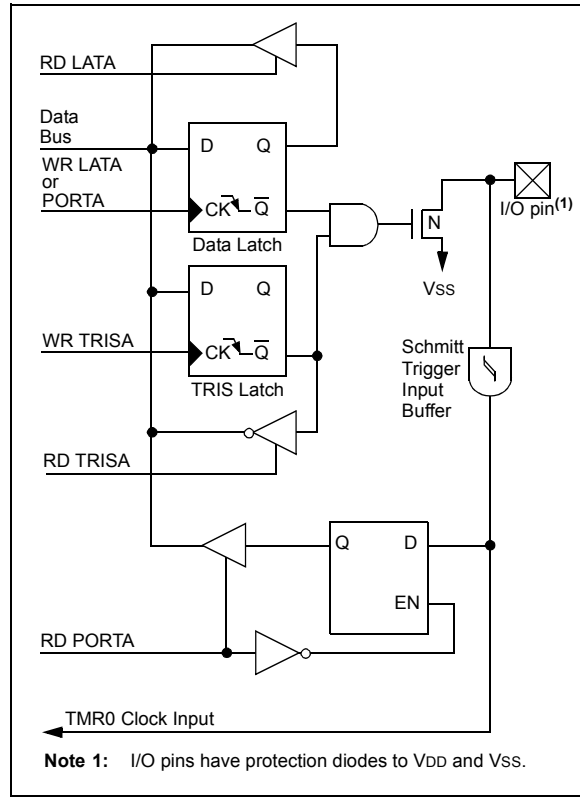 RD LATA
Data
Bus
D Q
WR LATA
or
PORTA
CK Q
I/O pin(1)
N
Data Latch
VSS
D Q
WR TRISA
CK Q
Schmitt
Trigger
Input
Buffer
TRIS Latch
RD TRISA
Q D
EN
RD PORTA
TMR0 Clock Input
Note 1: I/O pins have protection diodes to VDD and VSS.